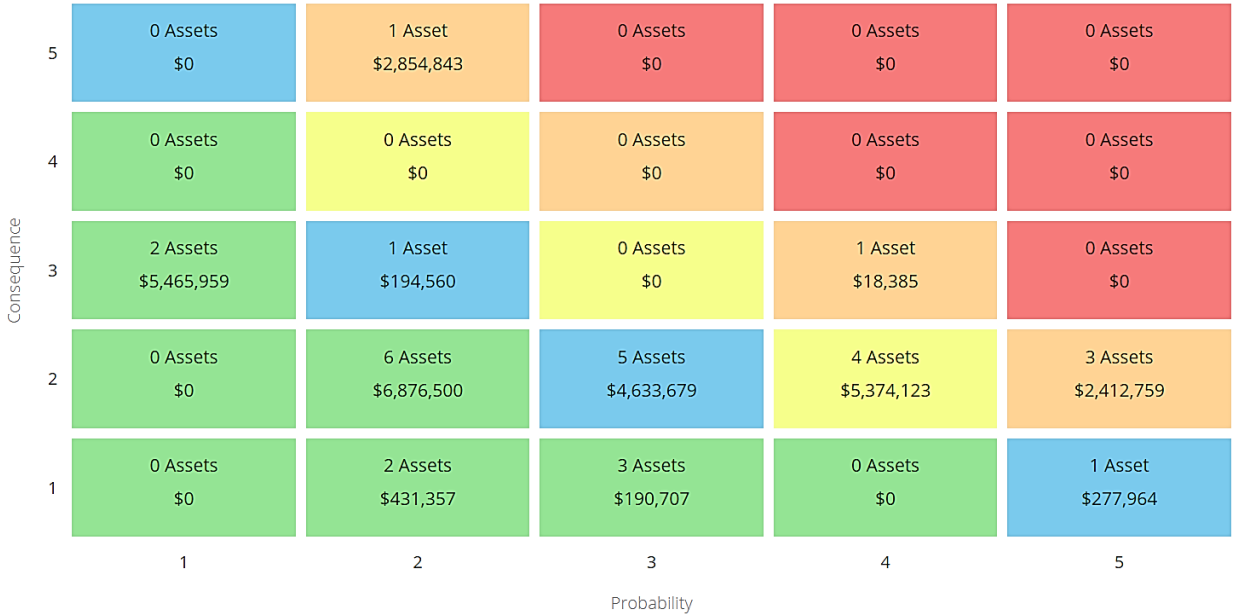 0 Assets
$0
1 Asset
$2,854,843
0 Assets
$0
0 Assets
$0
0 Assets
$0
5
0 Assets
$0
0 Assets
$0
0 Assets
$0
0 Assets
$0
0 Assets
$0
4
2 Assets
$5,465,959
1 Asset
$194,560
0 Assets
$0
1 Asset
$18,385
0 Assets
$0
3
Consequence
0 Assets
$0
6 Assets
$6,876,500
5 Assets
$4,633,679
4 Assets
$5,374,123
3 Assets
$2,412,759
2
0 Assets
$0
2 Assets
$431,357
3 Assets
$190,707
0 Assets
$0
1 Asset
$277,964
1
1
2
3
4
5
Probability